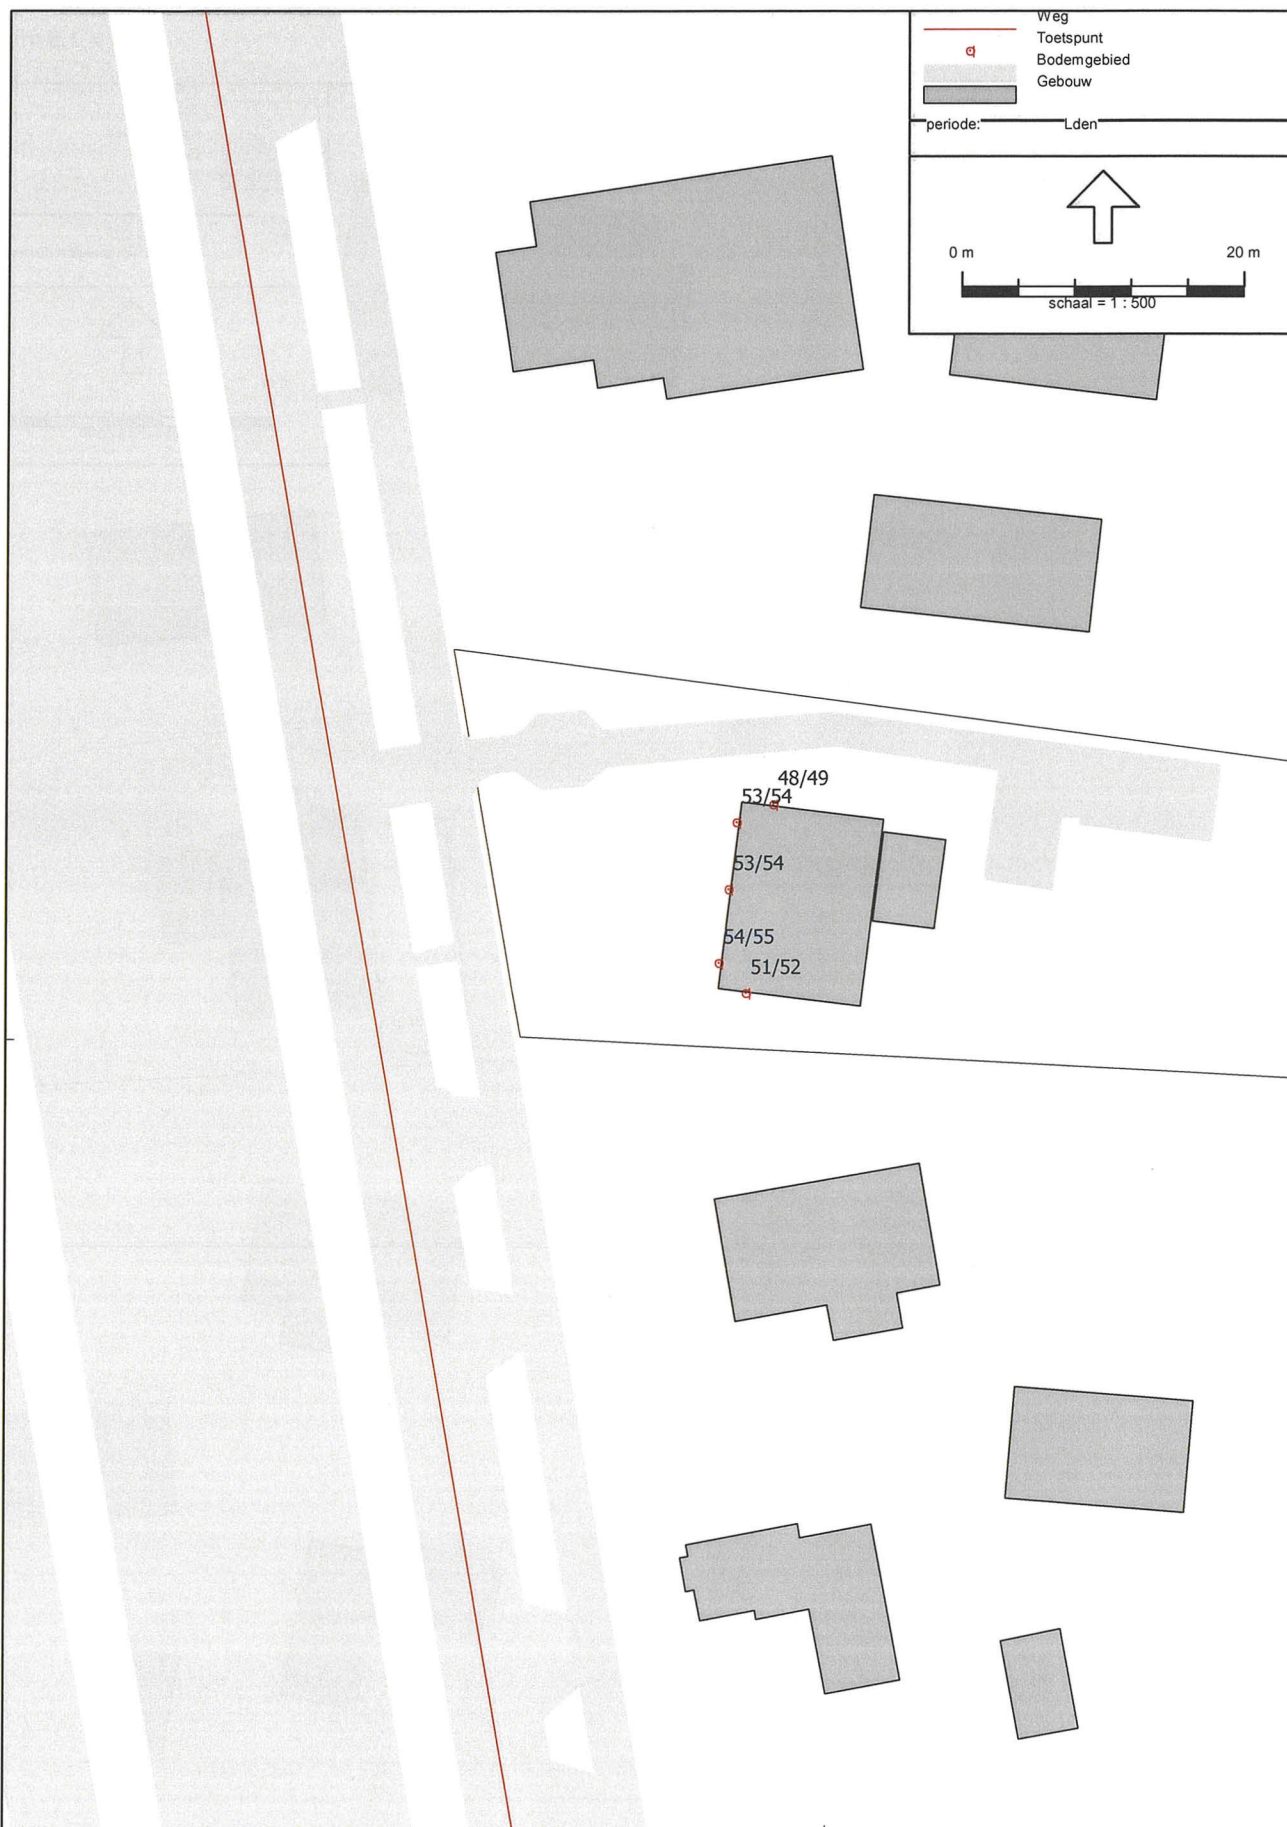 Weg
Toetspunt
Bodemgebied
Gebouw
periode: Lden
0 m 20 m
schaal = 1 : 500
48/49
53/54
53/54
54/55
51/52